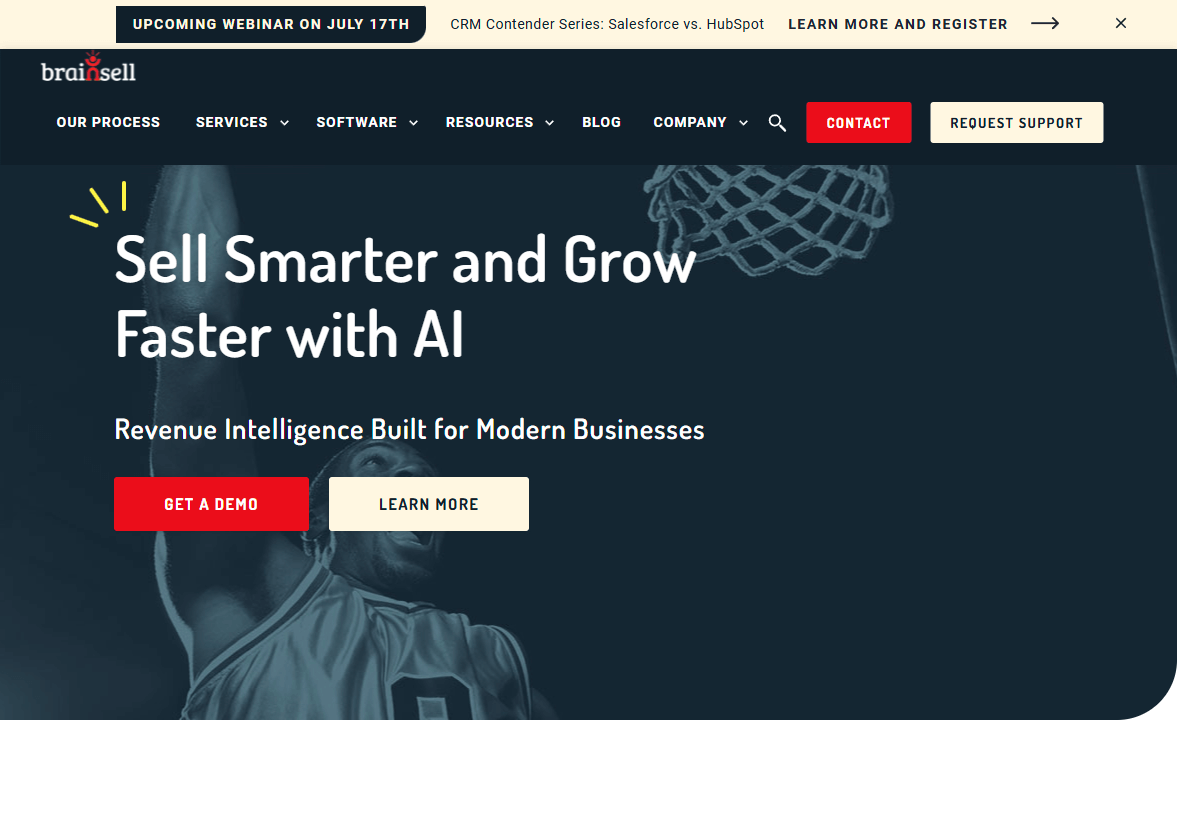 UPCOMING WEBINAR ON JULY 17TH CRM Contender Series: Salesforce vs. HubSpot LEARN MORE AND REGISTER
brainsell
OUR PROCESS SERVICES SOFTWARE RESOURCES BLOG COMPANY CONTACT REQUEST SUPPORT
Sell Smarter and Grow
Faster with AI
Revenue Intelligence Built for Modern Businesses
GET A DEMO LEARN MORE